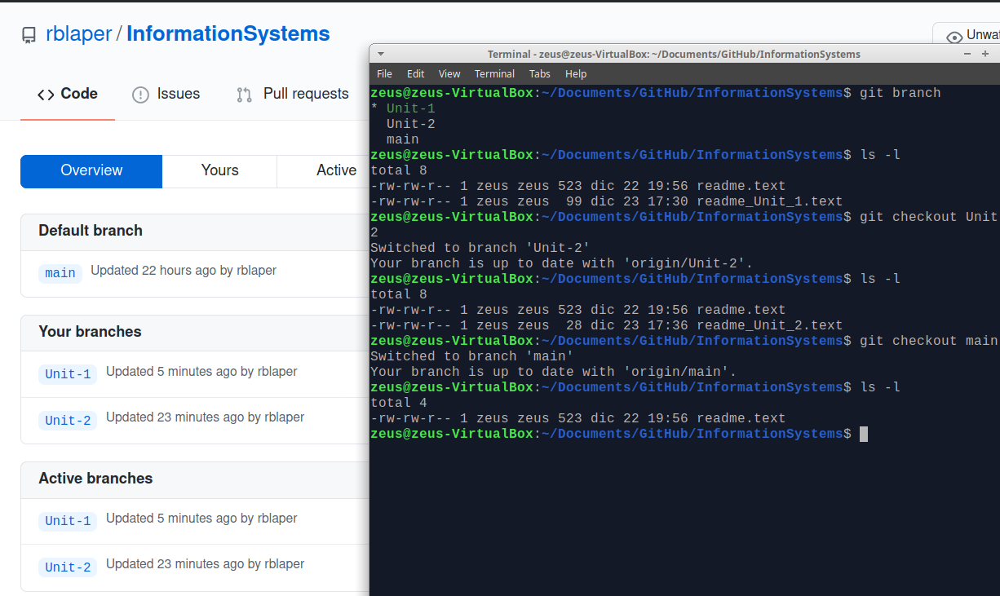 rblaper / InformationSystems
Unwa
Code Issues Pull requests
Overview Yours Active
Default branch
main Updated 22 hours ago by rblaper
Your branches
Unit-1 Updated 5 minutes ago by rblaper
Unit-2 Updated 23 minutes ago by rblaper
Active branches
Unit-1 Updated 5 minutes ago by rblaper
Unit-2 Updated 23 minutes ago by rblaper
Terminal - zeus@zeus-VirtualBox: ~/Documents/GitHub/InformationSystems
File Edit View Terminal Tabs Help
zeus@zeus-VirtualBox:~/Documents/GitHub/InformationSystems$ git branch
* Unit-1
  Unit-2
  main
zeus@zeus-VirtualBox:~/Documents/GitHub/InformationSystems$ ls -l
total 8
-rw-rw-r-- 1 zeus zeus 523 dic 22 19:56 readme.text
-rw-rw-r-- 1 zeus zeus  99 dic 23 17:30 readme_Unit_1.text
zeus@zeus-VirtualBox:~/Documents/GitHub/InformationSystems$ git checkout Unit
2
Switched to branch 'Unit-2'
Your branch is up to date with 'origin/Unit-2'.
zeus@zeus-VirtualBox:~/Documents/GitHub/InformationSystems$ ls -l
total 8
-rw-rw-r-- 1 zeus zeus 523 dic 22 19:56 readme.text
-rw-rw-r-- 1 zeus zeus  28 dic 23 17:36 readme_Unit_2.text
zeus@zeus-VirtualBox:~/Documents/GitHub/InformationSystems$ git checkout main
Switched to branch 'main'
Your branch is up to date with 'origin/main'.
zeus@zeus-VirtualBox:~/Documents/GitHub/InformationSystems$ ls -l
total 4
-rw-rw-r-- 1 zeus zeus 523 dic 22 19:56 readme.text
zeus@zeus-VirtualBox:~/Documents/GitHub/InformationSystems$